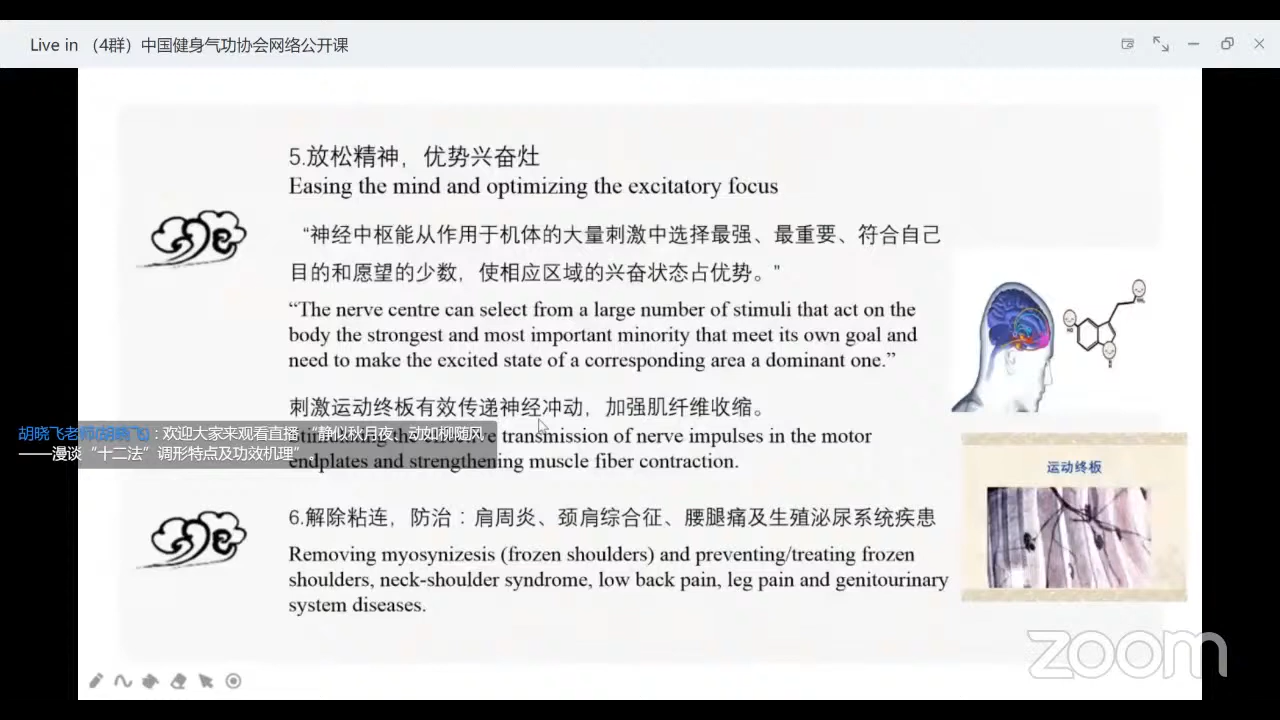 Live in （4群）中国健身气功协会网络公开课
5.放松精神，优势兴奋灶
Easing the mind and optimizing the excitatory focus
“神经中枢能从作用于机体的大量刺激中选择最强、最重要、符合自己
目的和愿望的少数，使相应区域的兴奋状态占优势。”
“The nerve centre can select from a large number of stimuli that act on the
body the strongest and most important minority that meet its own goal and
need to make the excited state of a corresponding area a dominant one.”
刺激运动终板有效传递神经冲动，加强肌纤维收缩。
transmission of nerve impulses in the motor
endplates and strengthening muscle fiber contraction.
胡晓飞老师(胡晓飞)：欢迎大家来观看直播 “静似秋月夜、动如柳随风
——漫谈“十二法”调形特点及功效机理”。
运动终板
6.解除粘连，防治：肩周炎、颈肩综合征、腰腿痛及生殖泌尿系统疾患
Removing myosynizesis (frozen shoulders) and preventing/treating frozen
shoulders, neck-shoulder syndrome, low back pain, leg pain and genitourinary
system diseases.
zoom